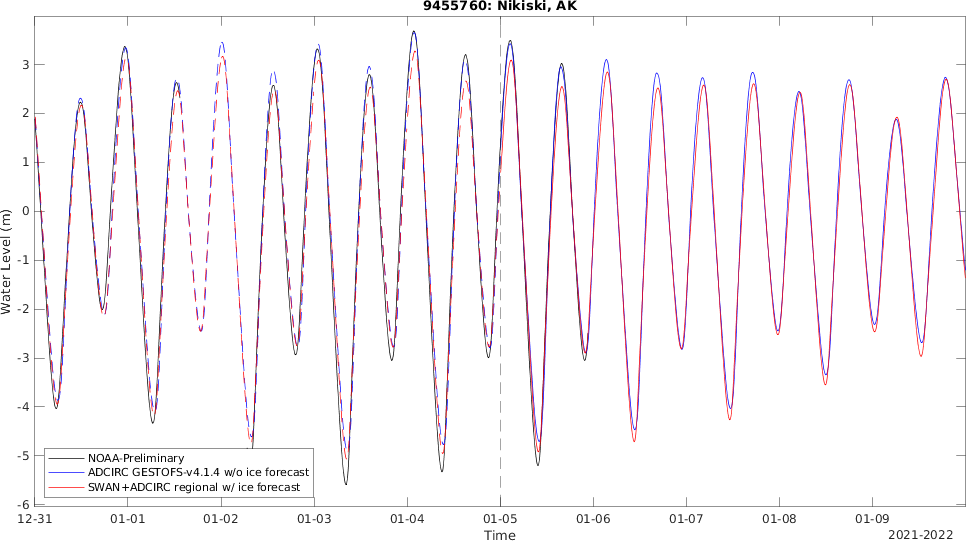 9455760: Nikiski, AK
3
2
1
0
-1
-2
-3
-4
-5
-6
Water Level (m)
NOAA-Preliminary
ADCIRC GESTOFS-v4.1.4 w/o ice forecast
SWAN+ADCIRC regional w/ ice forecast
12-31 01-01 01-02 01-03 01-04 01-05 01-06 01-07 01-08 01-09
Time
2021-2022